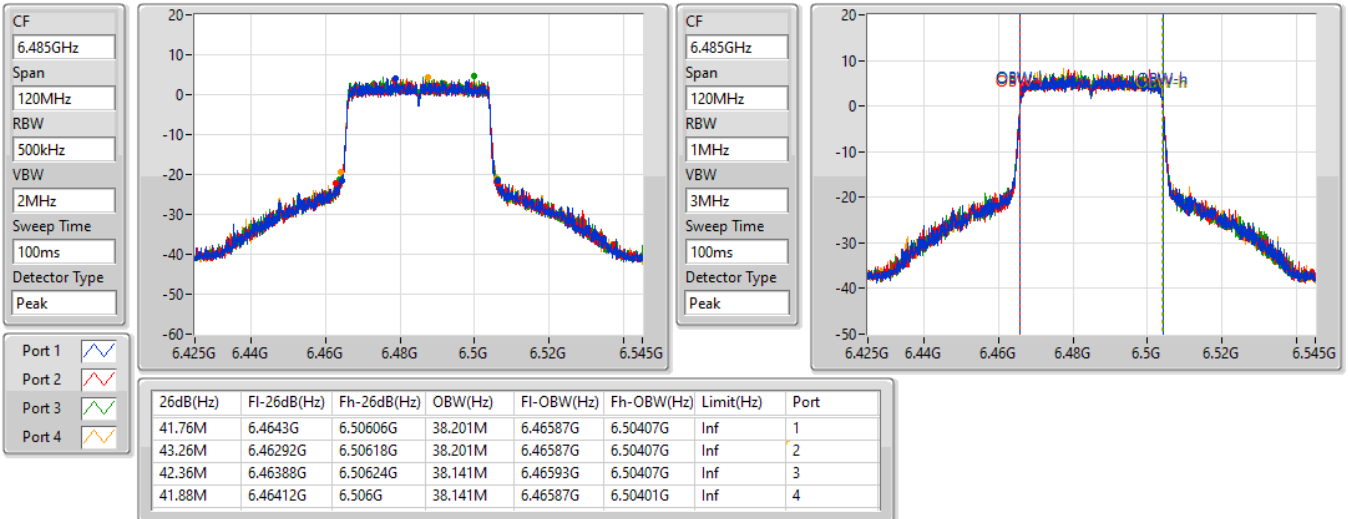 CF
6.485GHz
Span
120MHz
RBW
500kHz
VBW
2MHz
Sweep Time
100ms
Detector Type
Peak
20
10
0
-10
-20
-30
-40
-50
-60
6.425G 6.44G 6.46G 6.48G 6.5G 6.52G 6.545G
CF
6.485GHz
Span
120MHz
RBW
1MHz
VBW
3MHz
Sweep Time
100ms
Detector Type
Peak
20
10
0
-10
-20
-30
-40
-50
OBW-h
6.425G 6.44G 6.46G 6.48G 6.5G 6.52G 6.545G
Port 1
Port 2
Port 3
Port 4
26dB(Hz) Fl-26dB(Hz) Fh-26dB(Hz) OBW(Hz) Fl-OBW(Hz) Fh-OBW(Hz) Limit(Hz) Port
41.76M 6.4643G 6.50606G 38.201M 6.46587G 6.50407G Inf 1
43.26M 6.46292G 6.50618G 38.201M 6.46587G 6.50407G Inf 2
42.36M 6.46388G 6.50624G 38.141M 6.46593G 6.50407G Inf 3
41.88M 6.46412G 6.506G 38.141M 6.46587G 6.50401G Inf 4